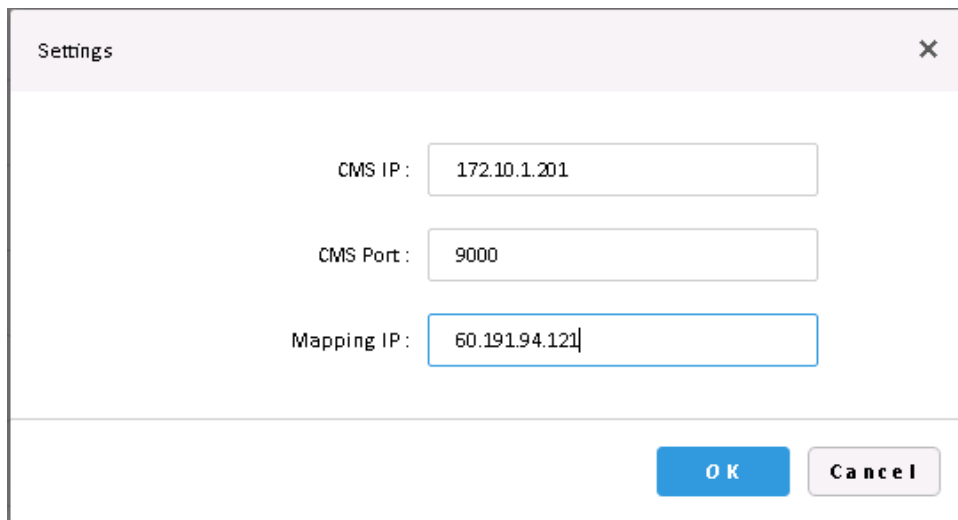 Settings
CMS IP : 172.10.1.201
CMS Port : 9000
Mapping IP : 60.191.94.121
OK Cancel